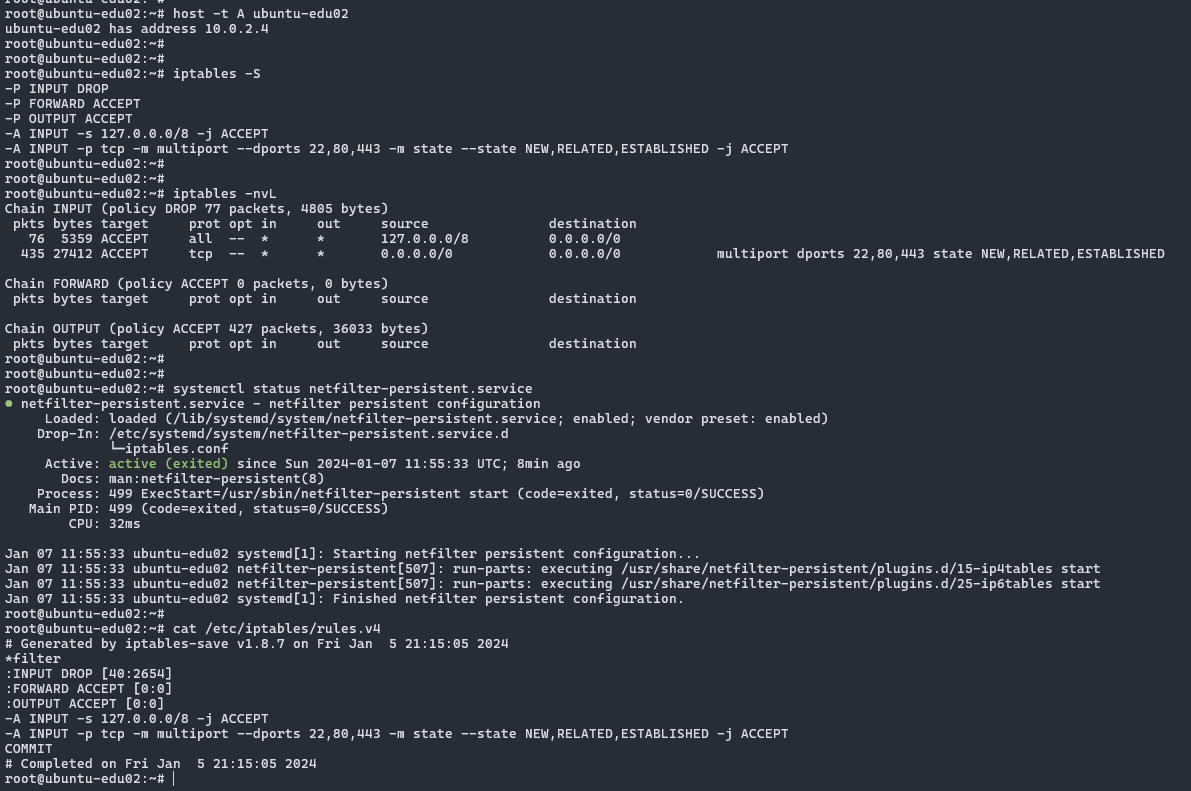 root@ubuntu-edu02:~# host -t A ubuntu-edu02
ubuntu-edu02 has address 10.0.2.4
root@ubuntu-edu02:~#
root@ubuntu-edu02:~#
root@ubuntu-edu02:~# iptables -S
-P INPUT DROP
-P FORWARD ACCEPT
-P OUTPUT ACCEPT
-A INPUT -s 127.0.0.0/8 -j ACCEPT
-A INPUT -p tcp -m multiport --dports 22,80,443 -m state --state NEW,RELATED,ESTABLISHED -j ACCEPT
root@ubuntu-edu02:~#
root@ubuntu-edu02:~#
root@ubuntu-edu02:~# iptables -nvL
Chain INPUT (policy DROP 77 packets, 4805 bytes)
 pkts bytes target     prot opt in     out     source               destination
   76  5359 ACCEPT     all  --  *      *       127.0.0.0/8          0.0.0.0/0
  435 27412 ACCEPT     tcp  --  *      *       0.0.0.0/0            0.0.0.0/0            multiport dports 22,80,443 state NEW,RELATED,ESTABLISHED

Chain FORWARD (policy ACCEPT 0 packets, 0 bytes)
 pkts bytes target     prot opt in     out     source               destination

Chain OUTPUT (policy ACCEPT 427 packets, 36033 bytes)
 pkts bytes target     prot opt in     out     source               destination
root@ubuntu-edu02:~#
root@ubuntu-edu02:~#
root@ubuntu-edu02:~# systemctl status netfilter-persistent.service
● netfilter-persistent.service - netfilter persistent configuration
     Loaded: loaded (/lib/systemd/system/netfilter-persistent.service; enabled; vendor preset: enabled)
    Drop-In: /etc/systemd/system/netfilter-persistent.service.d
             └─iptables.conf
     Active: active (exited) since Sun 2024-01-07 11:55:33 UTC; 8min ago
       Docs: man:netfilter-persistent(8)
    Process: 499 ExecStart=/usr/sbin/netfilter-persistent start (code=exited, status=0/SUCCESS)
   Main PID: 499 (code=exited, status=0/SUCCESS)
        CPU: 32ms

Jan 07 11:55:33 ubuntu-edu02 systemd[1]: Starting netfilter persistent configuration...
Jan 07 11:55:33 ubuntu-edu02 netfilter-persistent[507]: run-parts: executing /usr/share/netfilter-persistent/plugins.d/15-ip4tables start
Jan 07 11:55:33 ubuntu-edu02 netfilter-persistent[507]: run-parts: executing /usr/share/netfilter-persistent/plugins.d/25-ip6tables start
Jan 07 11:55:33 ubuntu-edu02 systemd[1]: Finished netfilter persistent configuration.
root@ubuntu-edu02:~#
root@ubuntu-edu02:~# cat /etc/iptables/rules.v4
# Generated by iptables-save v1.8.7 on Fri Jan  5 21:15:05 2024
*filter
:INPUT DROP [40:2654]
:FORWARD ACCEPT [0:0]
:OUTPUT ACCEPT [0:0]
-A INPUT -s 127.0.0.0/8 -j ACCEPT
-A INPUT -p tcp -m multiport --dports 22,80,443 -m state --state NEW,RELATED,ESTABLISHED -j ACCEPT
COMMIT
# Completed on Fri Jan  5 21:15:05 2024
root@ubuntu-edu02:~#